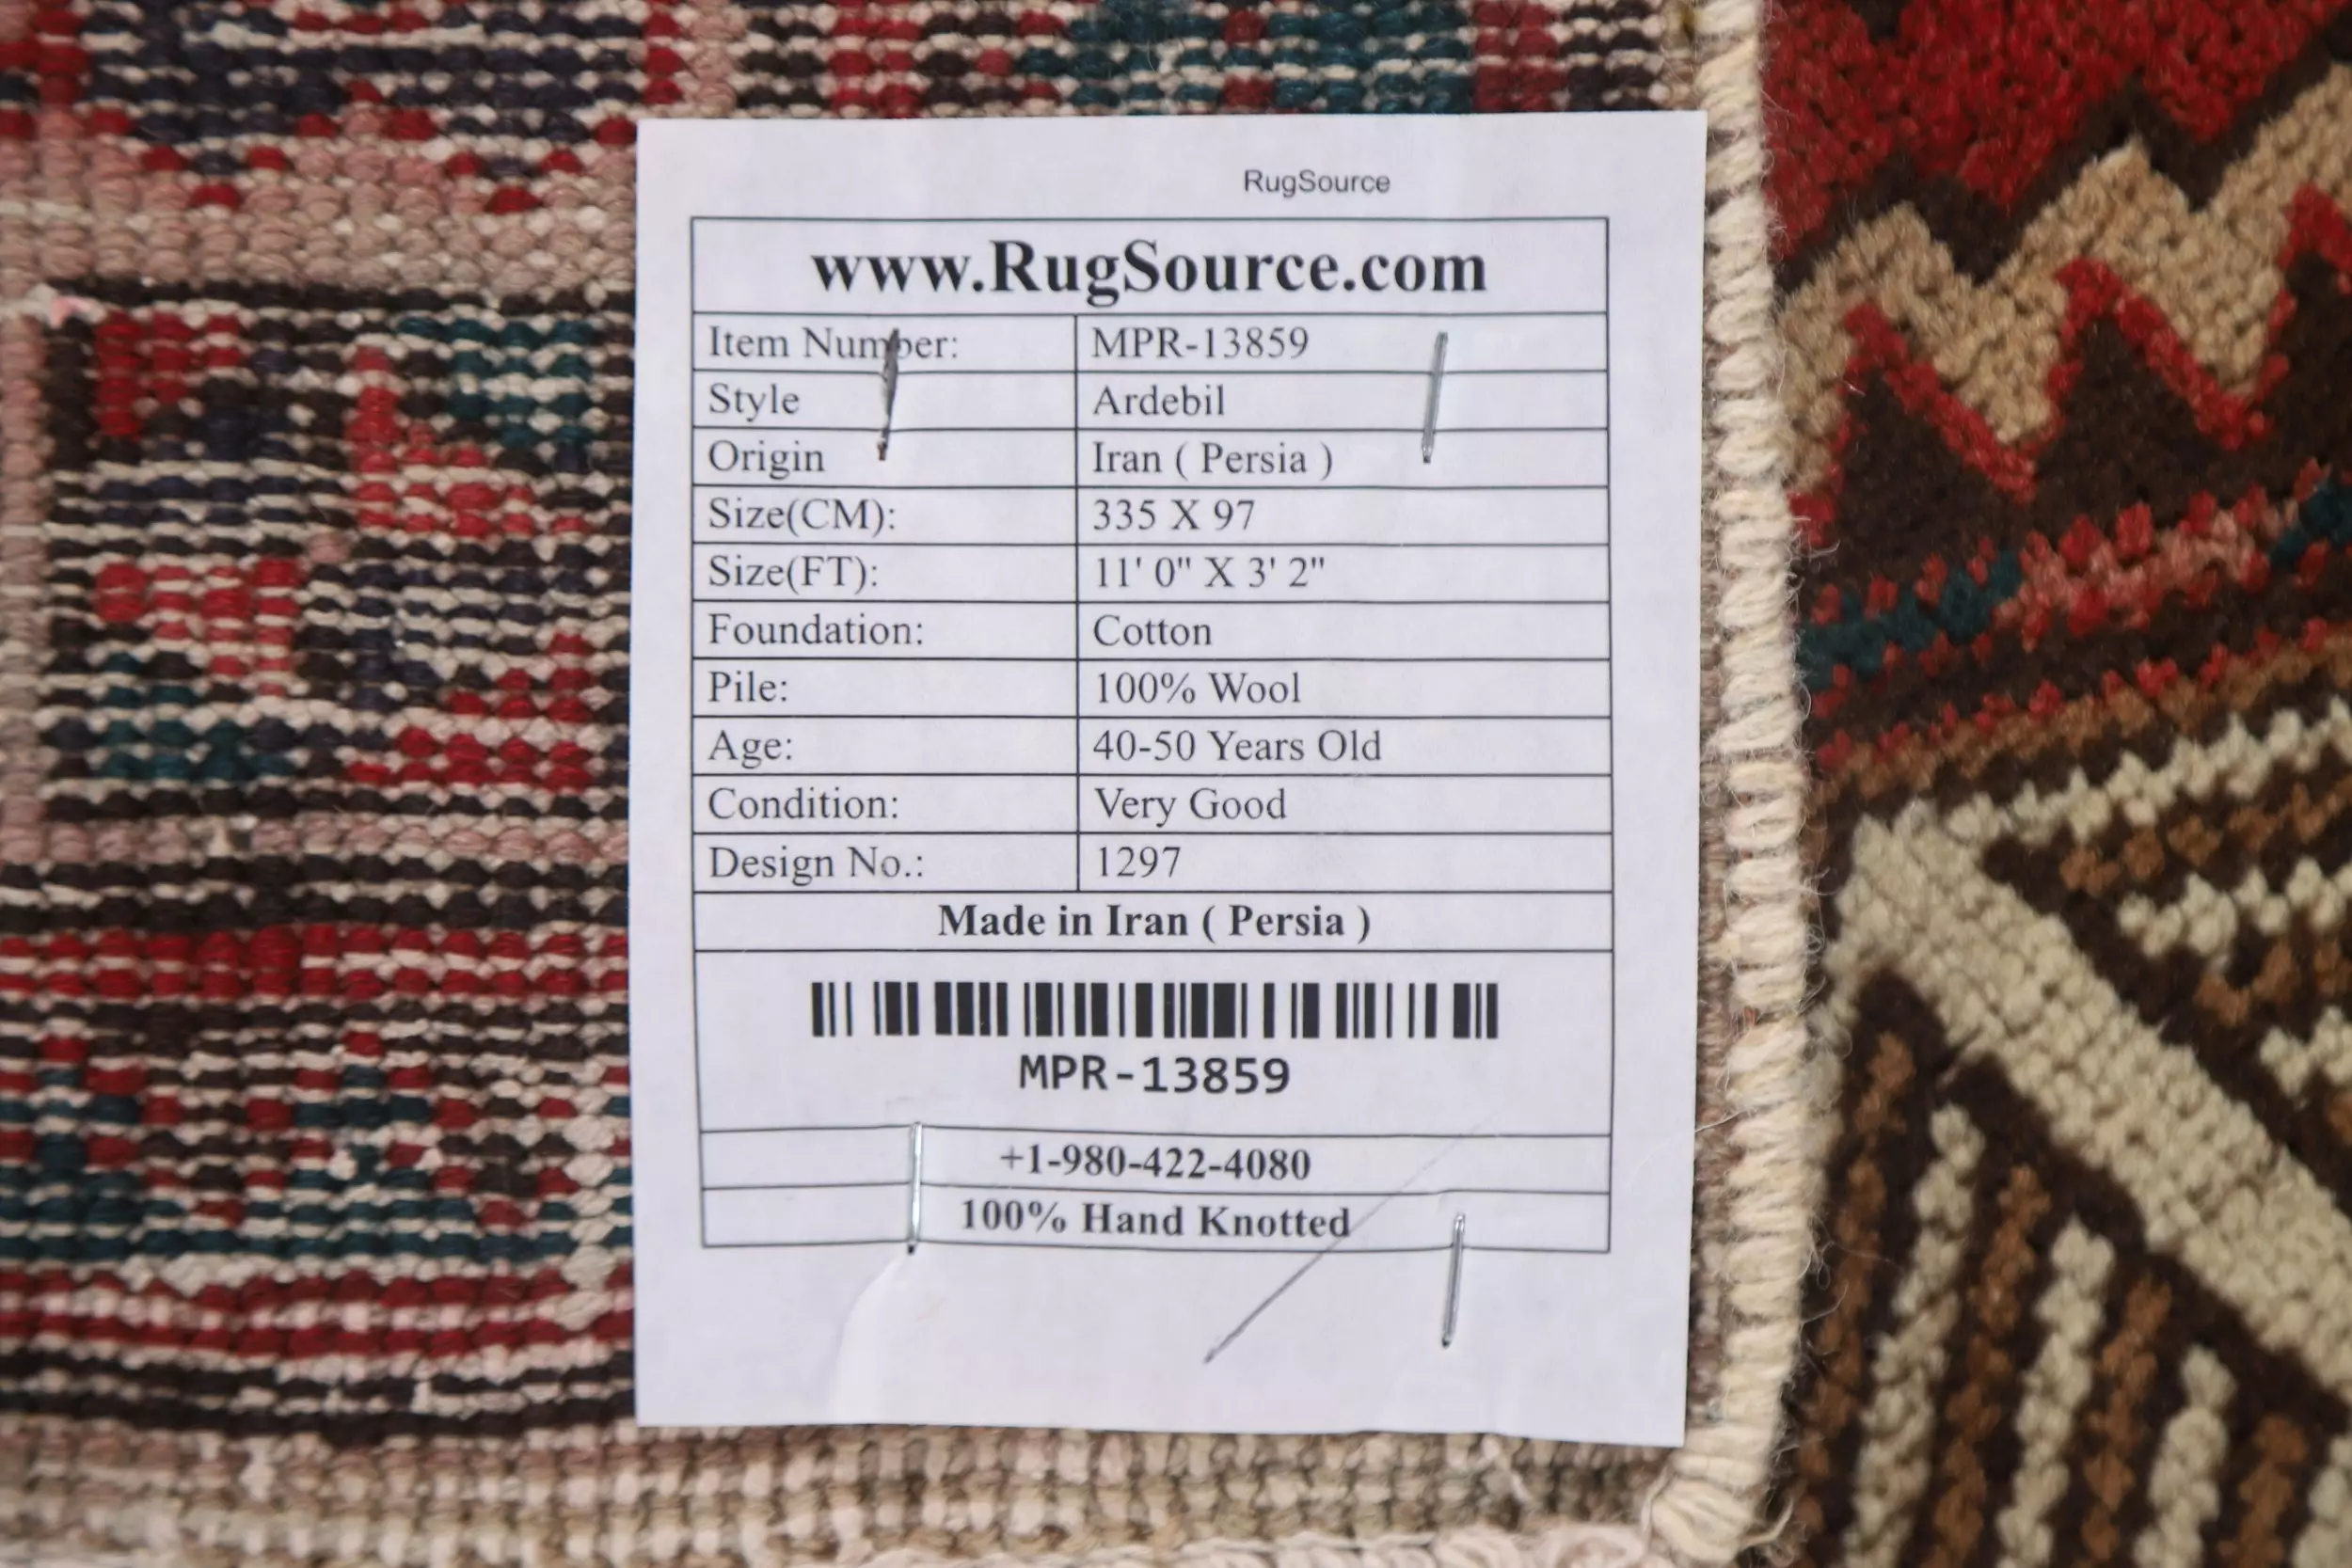 RugSource
www.RugSource.com
Item Number: MPR-13859
Style Ardebil
Origin Iran ( Persia )
Size(CM): 335 X 97
Size(FT): 11' 0" X 3' 2"
Foundation: Cotton
Pile: 100% Wool
Age: 40-50 Years Old
Condition: Very Good
Design No.: 1297
Made in Iran ( Persia )
MPR-13859
+1-980-422-4080
100% Hand Knotted